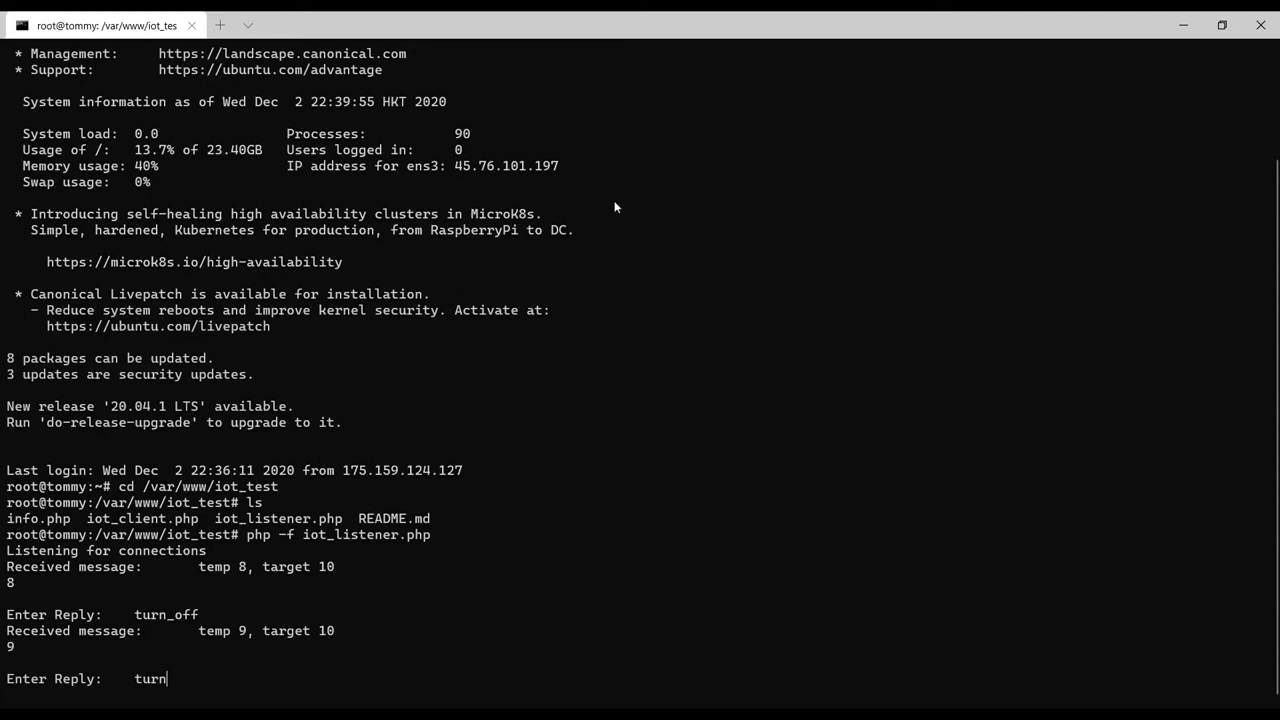 root@tommy: /var/www/iot_tes
* Management: https://landscape.canonical.com
* Support: https://ubuntu.com/advantage
System information as of Wed Dec 2 22:39:55 HKT 2020
System load: 0.0 Processes: 90
Usage of /: 13.7% of 23.40GB Users logged in: 0
Memory usage: 40% IP address for ens3: 45.76.101.197
Swap usage: 0%
* Introducing self-healing high availability clusters in MicroK8s.
Simple, hardened, Kubernetes for production, from RaspberryPi to DC.
https://microk8s.io/high-availability
* Canonical Livepatch is available for installation.
- Reduce system reboots and improve kernel security. Activate at:
https://ubuntu.com/livepatch
8 packages can be updated.
3 updates are security updates.
New release '20.04.1 LTS' available.
Run 'do-release-upgrade' to upgrade to it.
Last login: Wed Dec 2 22:36:11 2020 from 175.159.124.127
root@tommy:~# cd /var/www/iot_test
root@tommy:/var/www/iot_test# ls
info.php iot_client.php iot_listener.php README.md
root@tommy:/var/www/iot_test# php -f iot_listener.php
Listening for connections
Received message: temp 8, target 10
8
Enter Reply: turn_off
Received message: temp 9, target 10
9
Enter Reply: turn